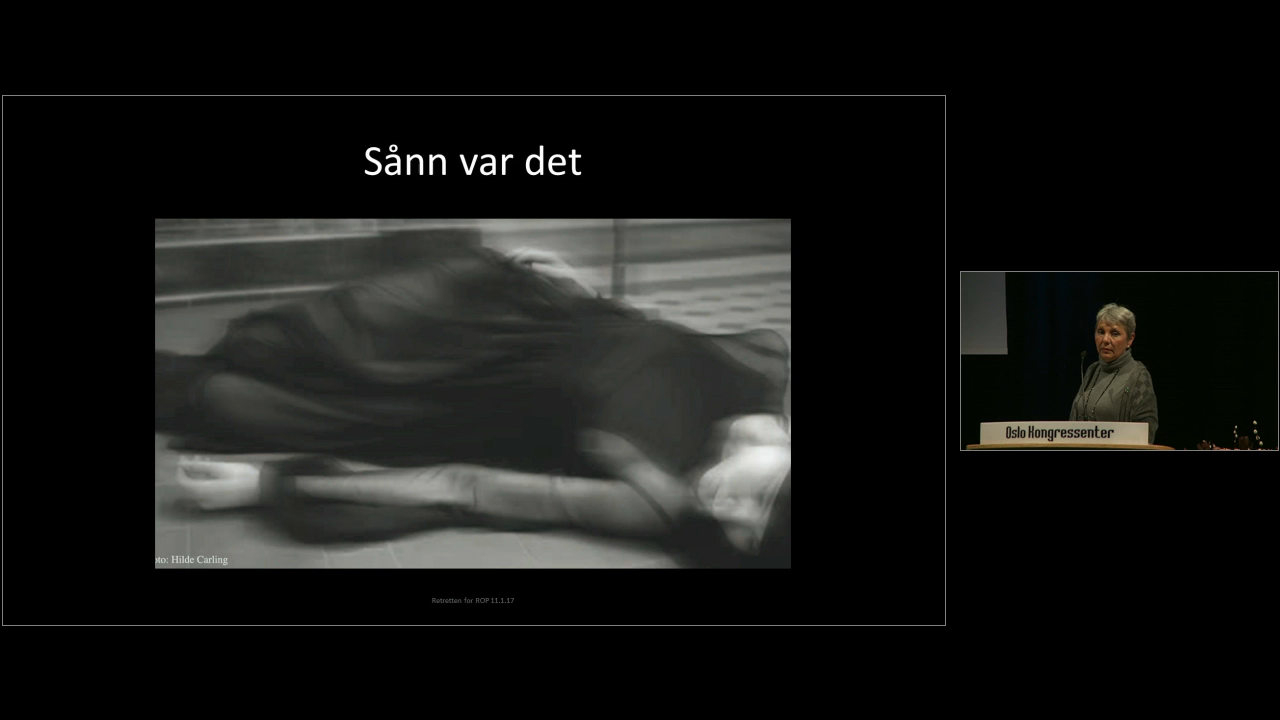 Sånn var det
oto: Hilde Carling
Retretten for ROP 11.1.17
Oslo Kongressenter